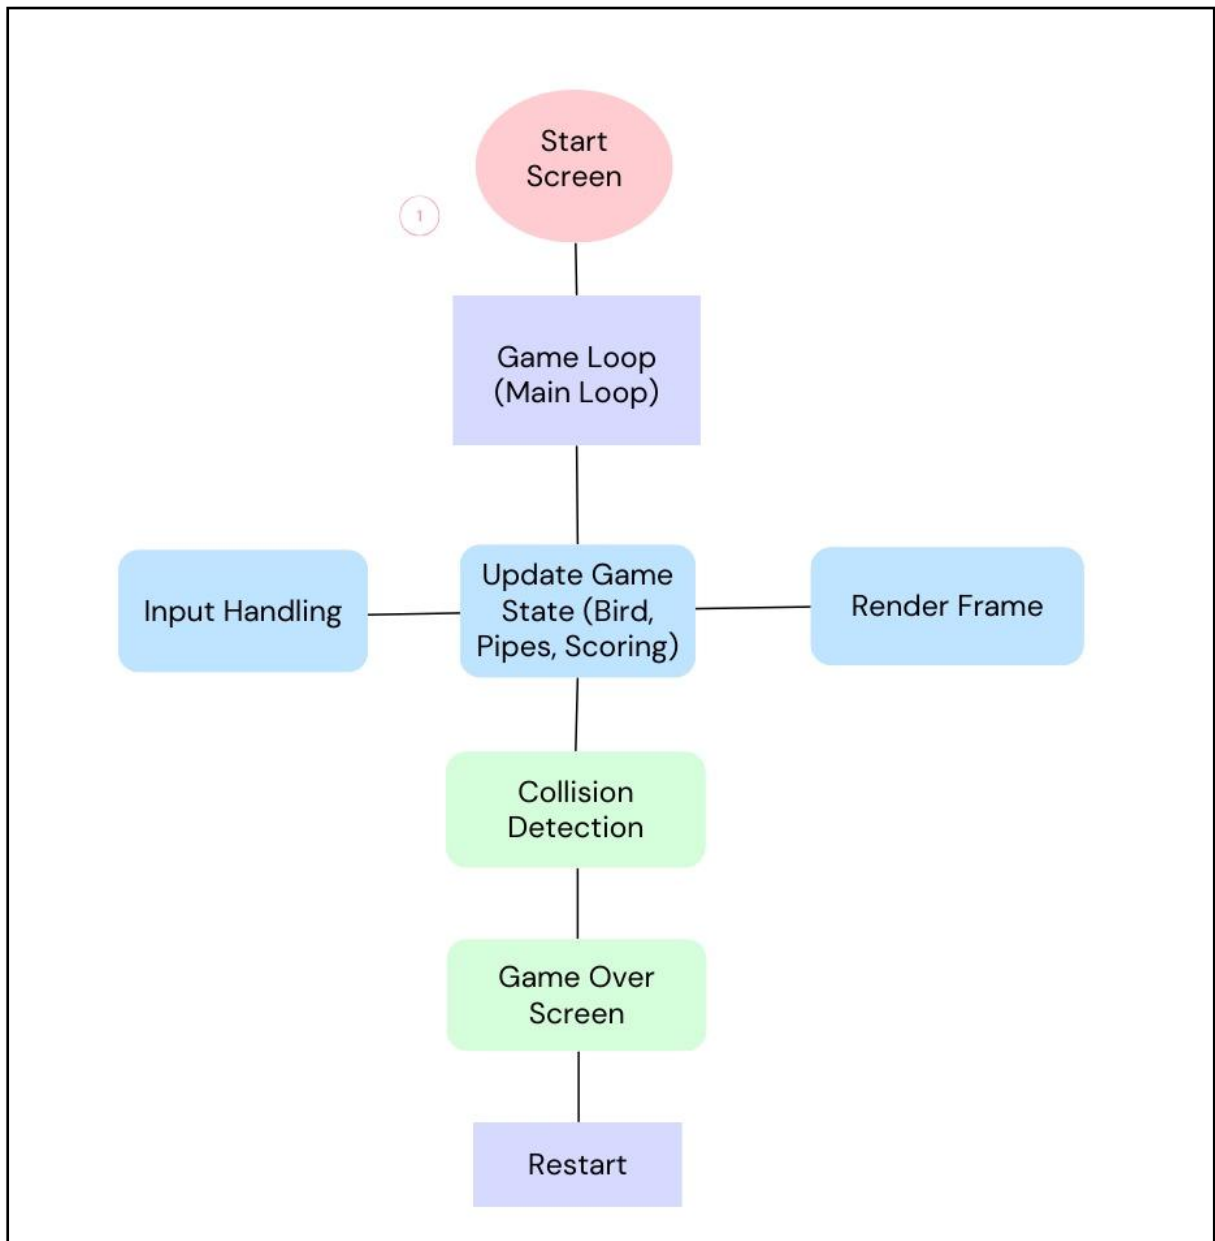 Start
Screen
1
Game Loop
(Main Loop)
Input Handling
Update Game
State (Bird,
Pipes, Scoring)
Render Frame
Collision
Detection
Game Over
Screen
Restart